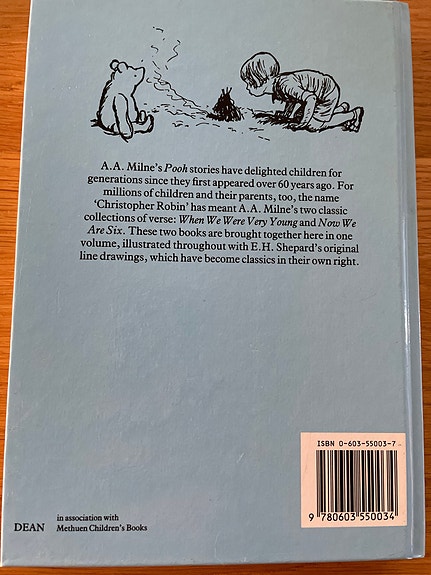 A.A. Milne's Pooh stories have delighted children for
generations since they first appeared over 60 years ago. For
millions of children and their parents, too, the name
'Christopher Robin' has meant A.A. Milne's two classic
collections of verse: When We Were Very Young and Now We
Are Six. These two books are brought together here in one
volume, illustrated throughout with E.H. Shepard's original
line drawings, which have become classics in their own right.
ISBN 0-603-55003-7
9 780603 550034
DEAN
in association with
Methuen Children's Books